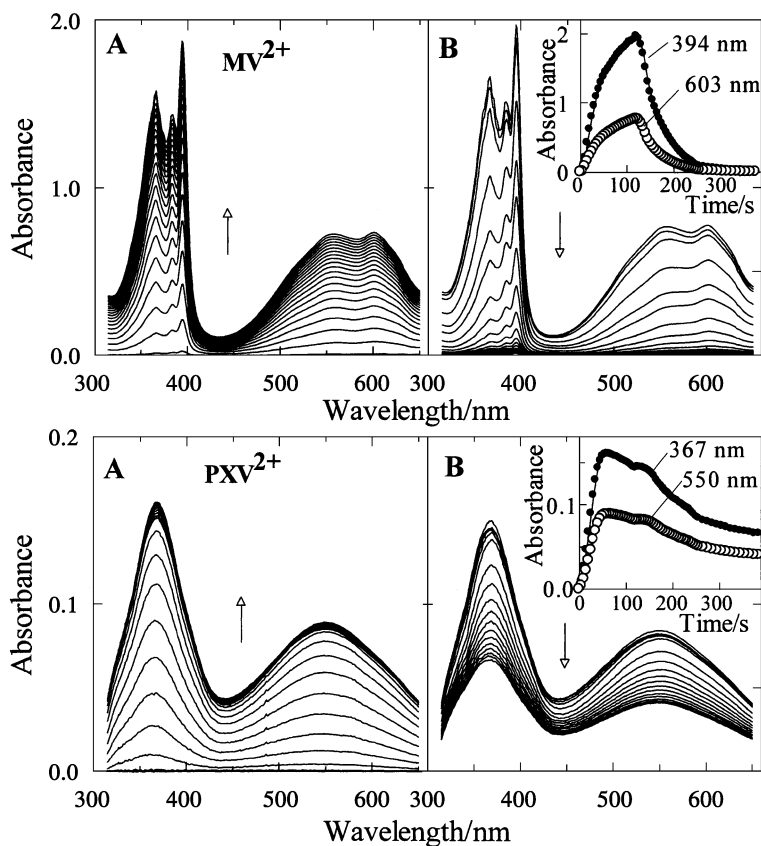 2.0
A
MV2+
1.0
0.0
Absorbance
300 400 500 600
B
2
1
0
Absorbance
394 nm
603 nm
0 100 200
Time/s
300 400 500 600
Wavelength/nm
0.2
A
PXV2+
0.1
0.0
Absorbance
300 400 500 600
B
0.1
0.0
Absorbance
367 nm
550 nm
0 100 200 300
Time/s
300 400 500 600
Wavelength/nm